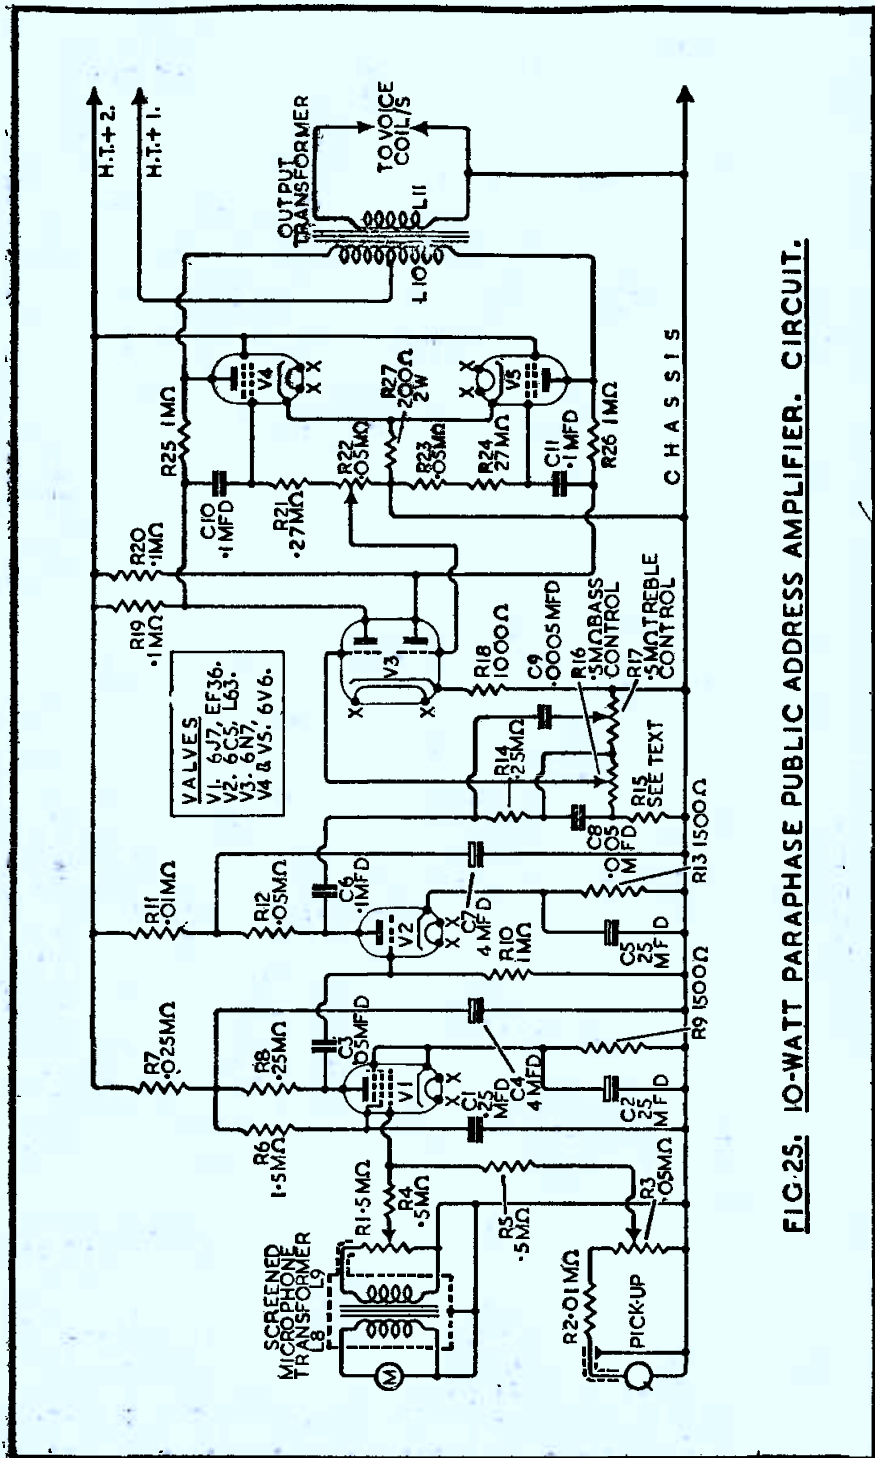 H.T.+ 2.
H.T.+ 1.
OUTPUT
TRANSFORMER
TO VOICE
COIL/S
L10
L11
R25 1MΩ
V4
X X
R27
200Ω
2W
V5
X X
R26 1MΩ
CHASSIS
C10
.1MFD
R21
.27MΩ
R22
.05MΩ
R23
.05MΩ
R24
27MΩ
C11
.1MFD
R20
.1MΩ
R19
.1MΩ
VALVES
V1. 6J7, EF36.
V2. 6C5, L63.
V3. 6N7,
V4 & V5. 6V6.
V3
X
X
R18
1000Ω
C9
.0005MFD
R16
.5MΩBASS
CONTROL
R17
.5MΩTREBLE
CONTROL
R14
.25MΩ
C8
.005
MFD
R15
SEE TEXT
R11
.01MΩ
R12
.05MΩ
C6
.1MFD
V2
X X
C7
4 MFD
R10
1MΩ
C5
25
MFD
R13 1500Ω
R7
.025MΩ
R8
.25MΩ
C3
.05MFD
R6
1.5MΩ
V1
X X
C1
.25
MFD
C4
4 MFD
C2
25
MFD
R9 1500Ω
SCREENED
MICROPHONE
TRANSFORMER
L8
L9
M
R1.5MΩ
R4
.5MΩ
R5
.5MΩ
R2.01MΩ
PICK-UP
R3
.05MΩ
FIG.25. 10-WATT PARAPHASE PUBLIC ADDRESS AMPLIFIER. CIRCUIT.